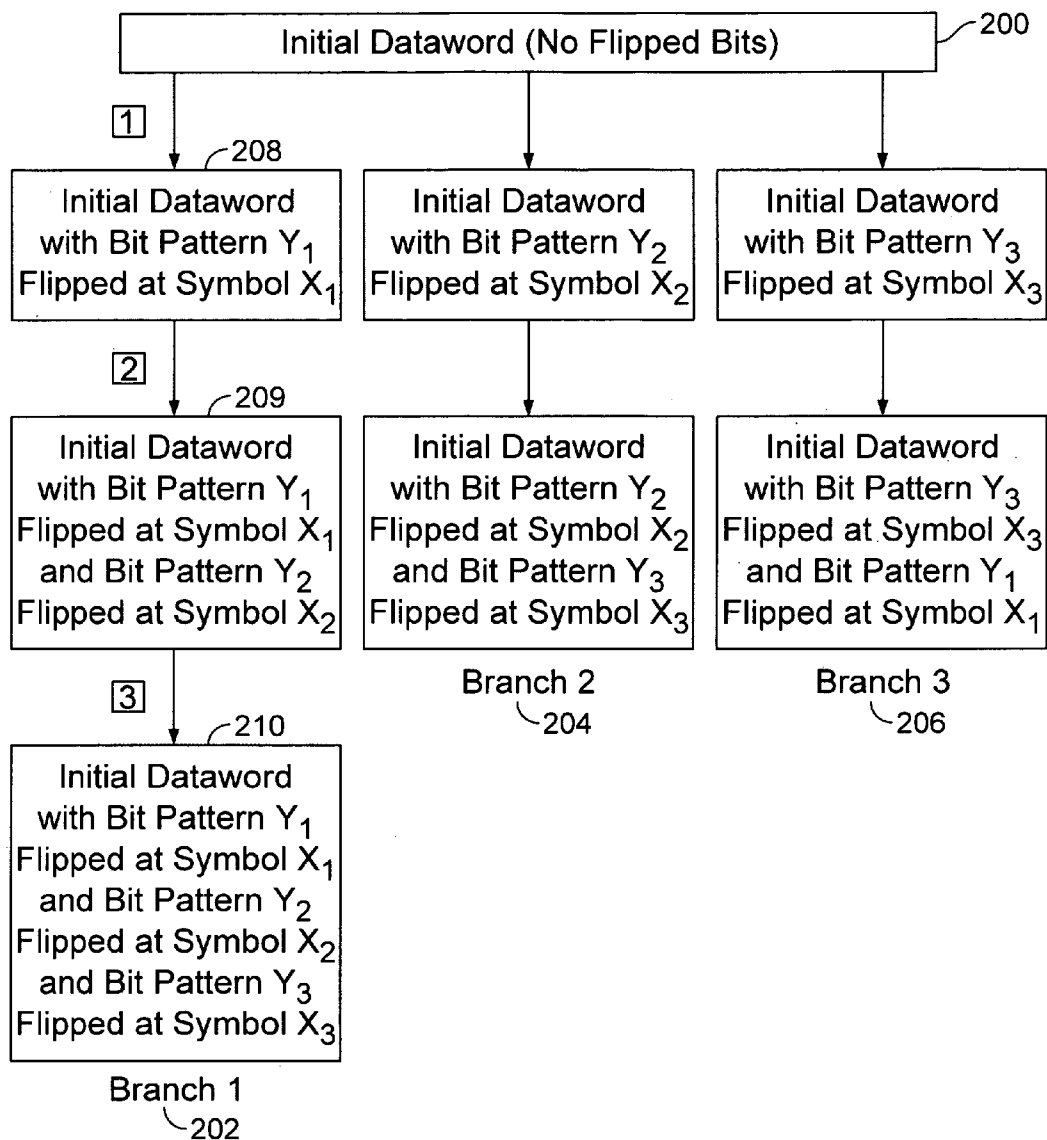 Initial Dataword (No Flipped Bits)
200
1
208
Initial Dataword
with Bit Pattern Y₁
Flipped at Symbol X₁
Initial Dataword
with Bit Pattern Y₂
Flipped at Symbol X₂
Initial Dataword
with Bit Pattern Y₃
Flipped at Symbol X₃
2
209
Initial Dataword
with Bit Pattern Y₁
Flipped at Symbol X₁
and Bit Pattern Y₂
Flipped at Symbol X₂
Initial Dataword
with Bit Pattern Y₂
Flipped at Symbol X₂
and Bit Pattern Y₃
Flipped at Symbol X₃
Initial Dataword
with Bit Pattern Y₃
Flipped at Symbol X₃
and Bit Pattern Y₁
Flipped at Symbol X₁
Branch 2
204
Branch 3
206
3
210
Initial Dataword
with Bit Pattern Y₁
Flipped at Symbol X₁
and Bit Pattern Y₂
Flipped at Symbol X₂
and Bit Pattern Y₃
Flipped at Symbol X₃
Branch 1
202